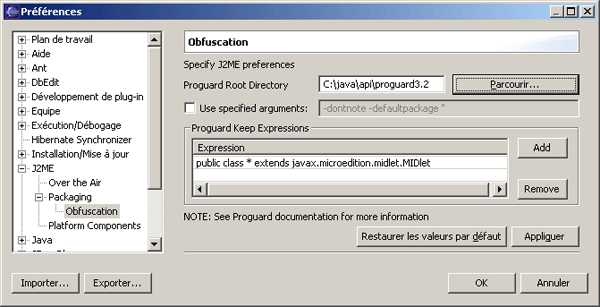 Préférences
Plan de travail
Aide
Ant
DbEdit
Développement de plug-in
Equipe
Exécution/Débogage
Hibernate Synchronizer
Installation/Mise à jour
J2ME
Over the Air
Packaging
Obfuscation
Platform Components
Java
Importer...
Exporter...
Obfuscation
Specify J2ME preferences
Proguard Root Directory
C:\java\api\proguard3.2
Parcourir...
Use specified arguments:
-dontnote -defaultpackage ''
Proguard Keep Expressions
Expression
public class * extends javax.microedition.midlet.MIDlet
Add
Remove
NOTE: See Proguard documentation for more information
Restaurer les valeurs par défaut
Appliquer
OK
Annuler